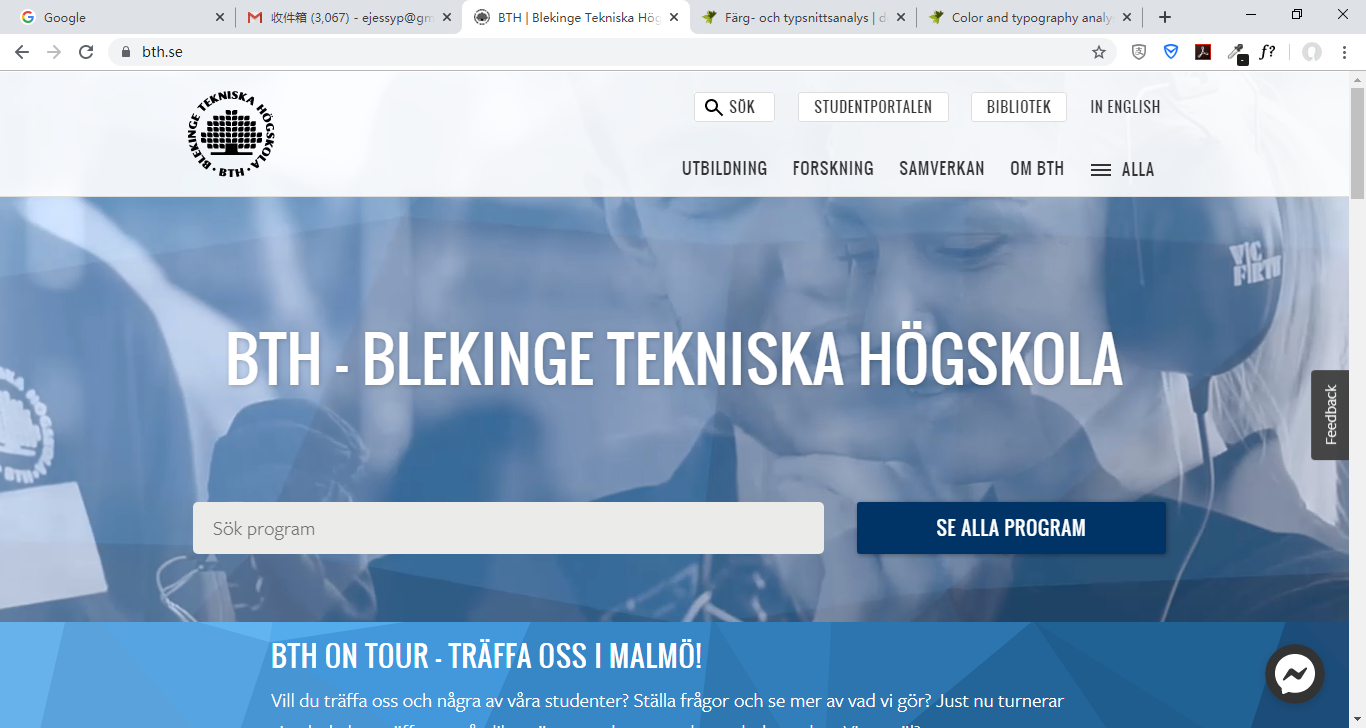 Google
收件箱 (3,067) - ejessyp@gm
BTH | Blekinge Tekniska Hög
Färg- och typsnittsanalys | d
Color and typography analy
bth.se
f?
BLEKINGE TEKNISKA HÖGSKOLA · BTH ·
SÖK
STUDENTPORTALEN
BIBLIOTEK
IN ENGLISH
UTBILDNING
FORSKNING
SAMVERKAN
OM BTH
ALLA
VIC
FIRTH
BTH - BLEKINGE TEKNISKA HÖGSKOLA
Feedback
Sök program
SE ALLA PROGRAM
BTH ON TOUR - TRÄFFA OSS I MALMÖ!
Vill du träffa oss och några av våra studenter? Ställa frågor och se mer av vad vi gör? Just nu turnerar